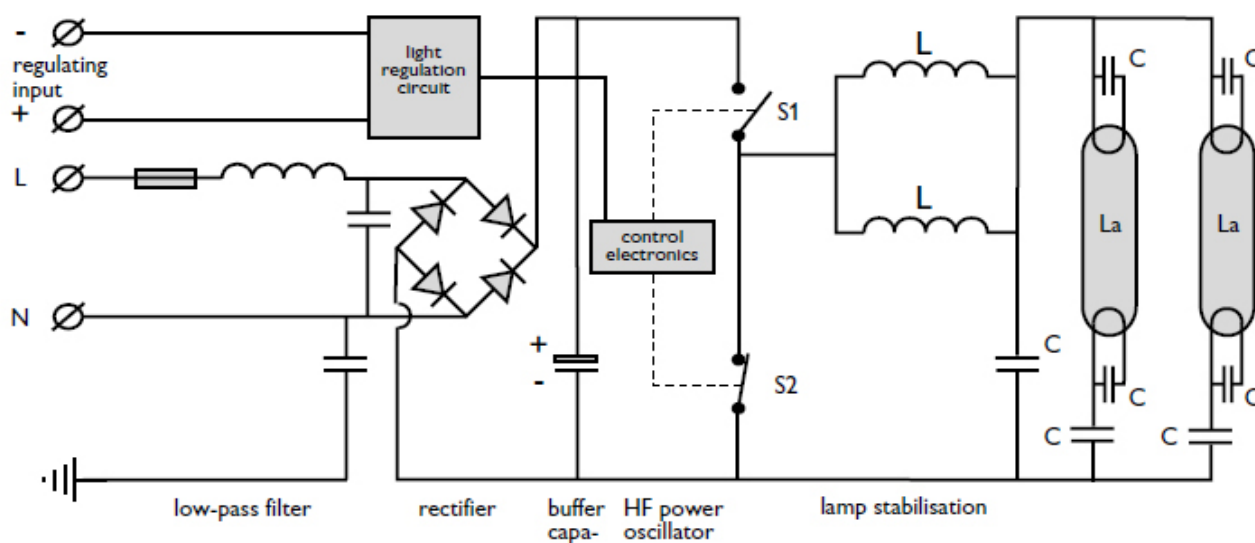 -
regulating
input
+
light
regulation
circuit
L
N
control
electronics
+
-
S1
S2
L
L
C
C
La
La
C
C
C
C
C
low-pass filter
rectifier
buffer
capa-
HF power
oscillator
lamp stabilisation